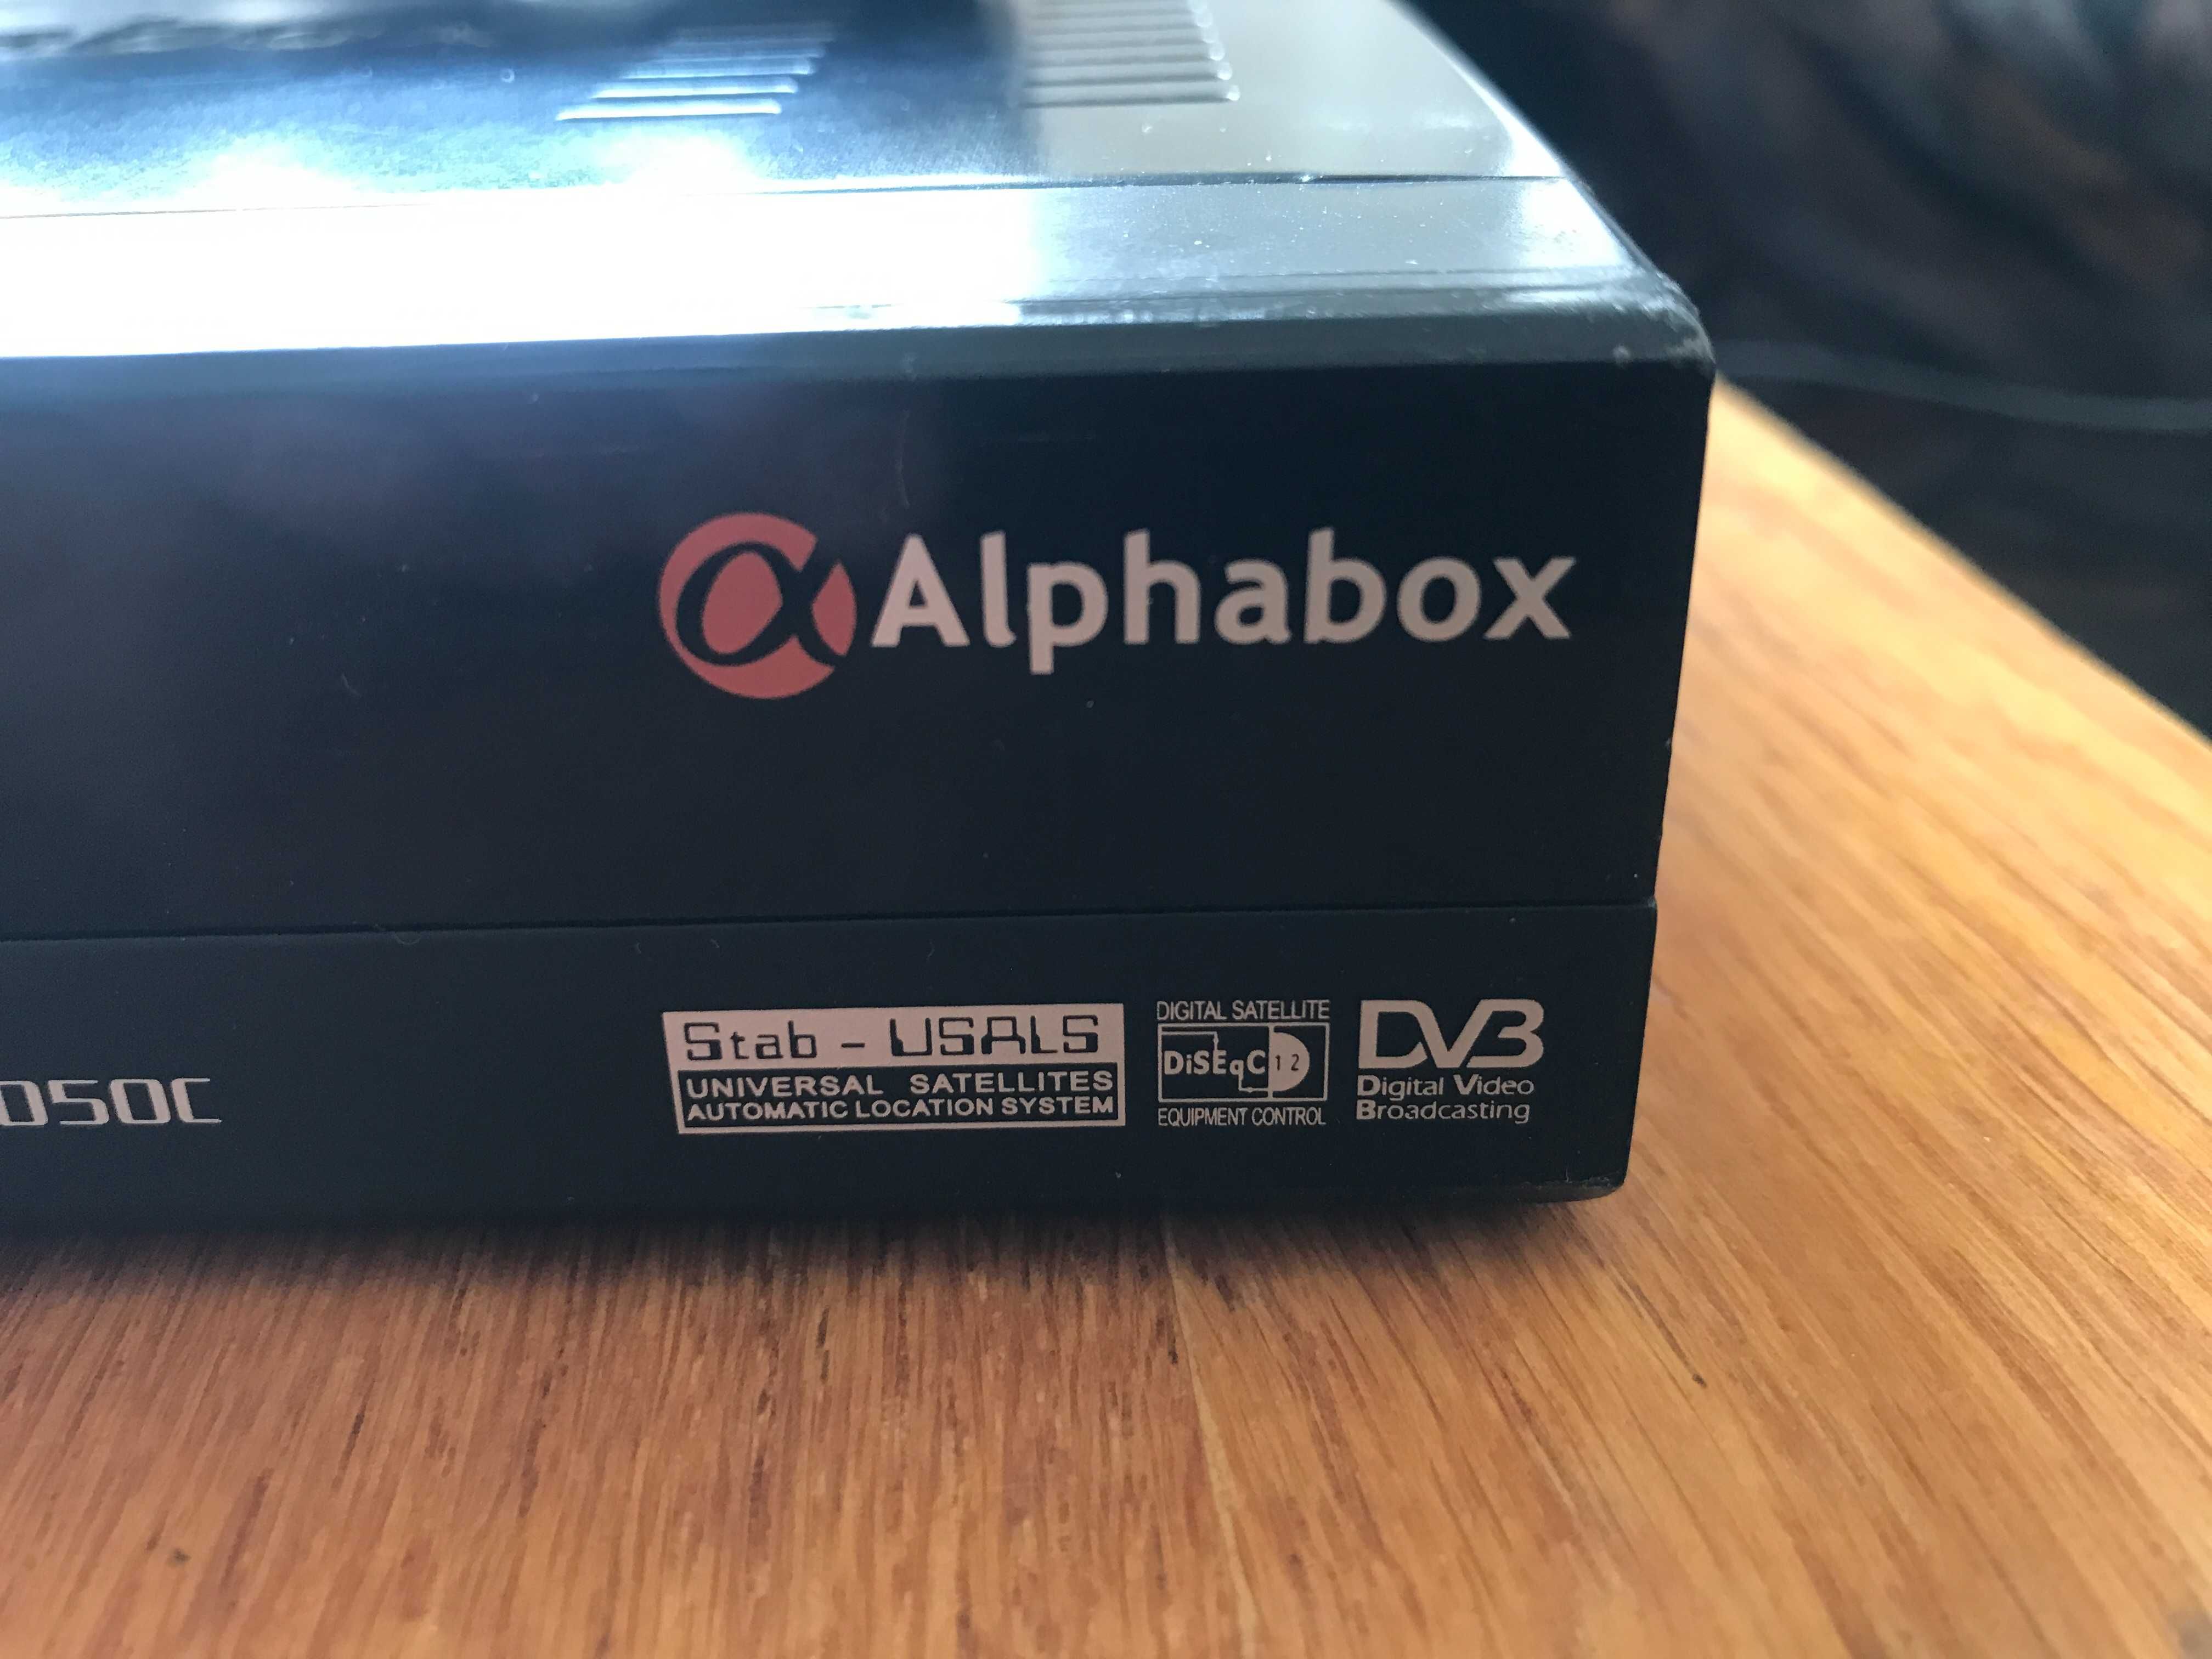 αAlphabox
050C
Stab - USALS
UNIVERSAL SATELLITES
AUTOMATIC LOCATION SYSTEM
DIGITAL SATELLITE
DiSEqC 1 2
EQUIPMENT CONTROL
DVB
Digital Video
Broadcasting